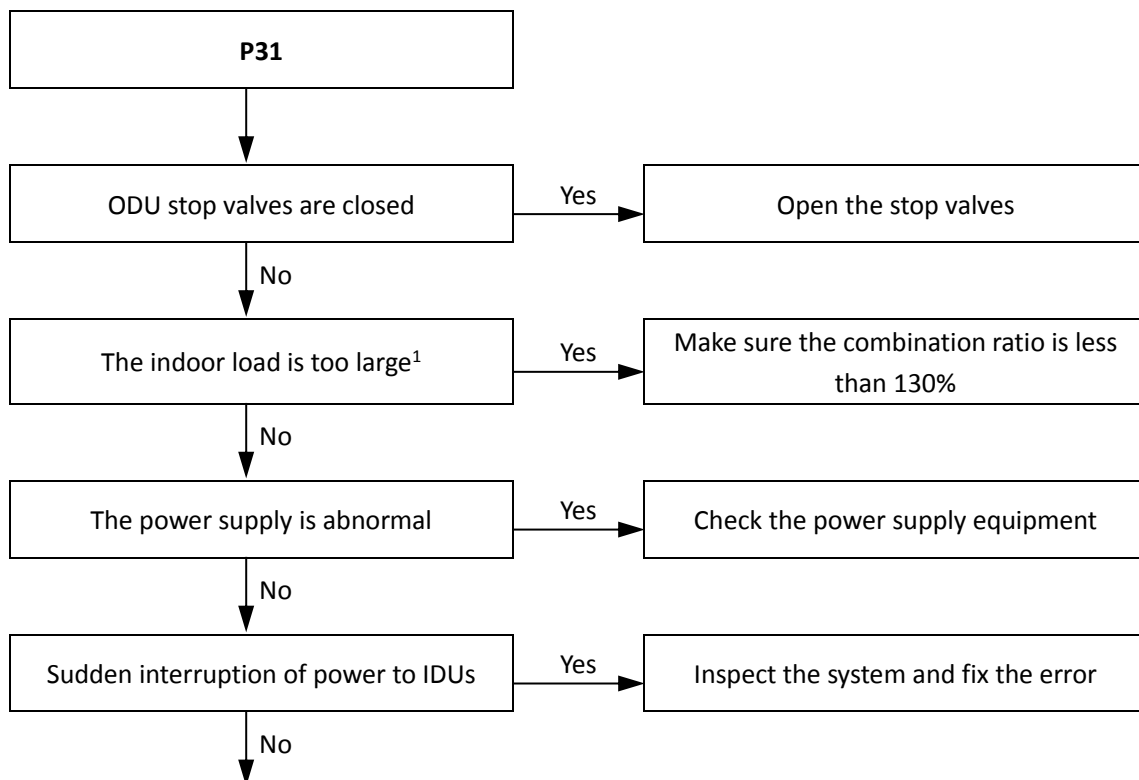 P31
ODU stop valves are closed
Yes
Open the stop valves
No
The indoor load is too large¹
Yes
Make sure the combination ratio is less
than 130%
No
The power supply is abnormal
Yes
Check the power supply equipment
No
Sudden interruption of power to IDUs
Yes
Inspect the system and fix the error
No